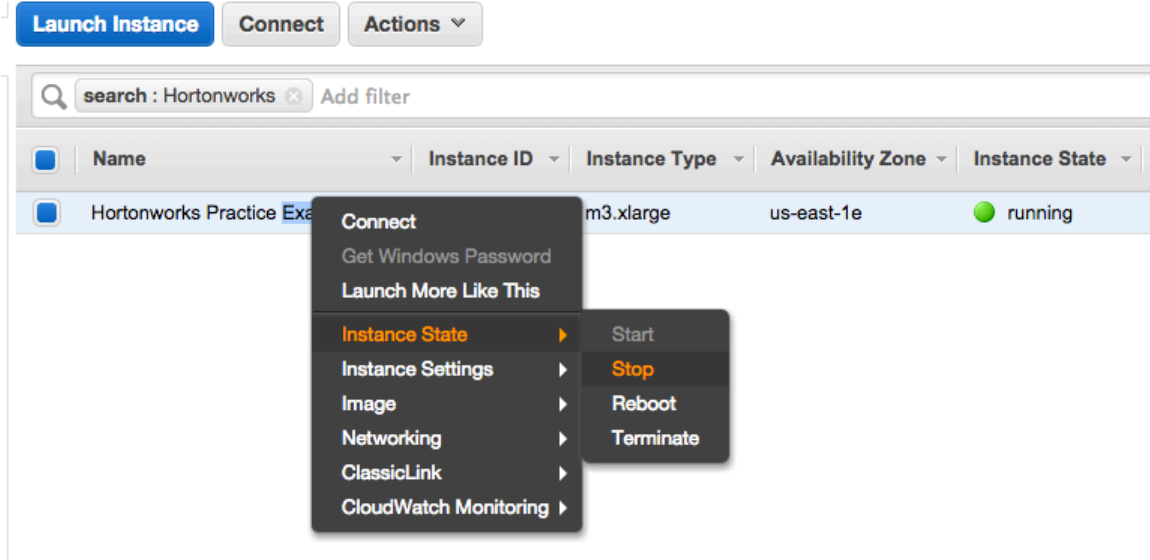 Launch Instance Connect Actions
search : Hortonworks Add filter
Name Instance ID Instance Type Availability Zone Instance State
Hortonworks Practice m3.xlarge us-east-1e running
Connect
Get Windows Password
Launch More Like This
Instance State
Instance Settings
Image
Networking
ClassicLink
CloudWatch Monitoring
Start
Stop
Reboot
Terminate